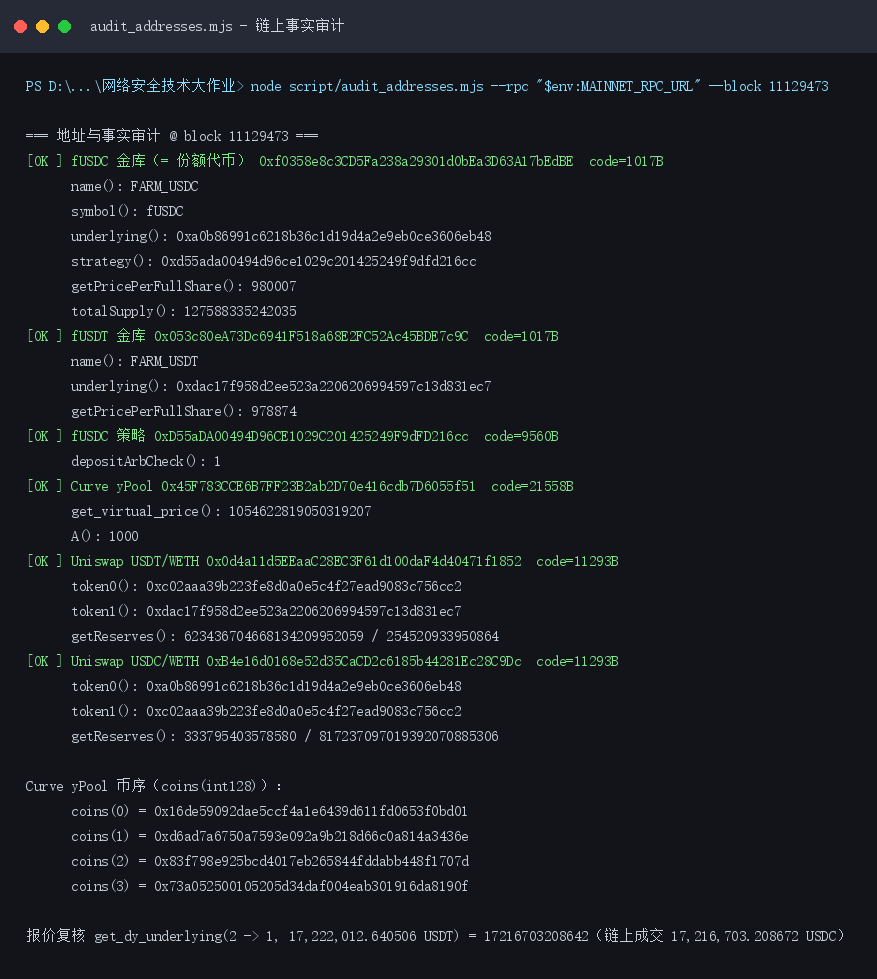 audit_addresses.mjs — 链上事实审计
PS D:\...\网络安全技术大作业> node script/audit_addresses.mjs --rpc "$env:MAINNET_RPC_URL" --block 11129473
=== 地址与事实审计 @ block 11129473 ===
[OK ] fUSDC 金库（= 份额代币） 0xf0358e8c3CD5Fa238a29301d0bEa3D63A17bEdBE code=1017B
name(): FARM_USDC
symbol(): fUSDC
underlying(): 0xa0b86991c6218b36c1d19d4a2e9eb0ce3606eb48
strategy(): 0xd55ada00494d96ce1029c201425249f9dfd216cc
getPricePerFullShare(): 980007
totalSupply(): 127588335242035
[OK ] fUSDT 金库 0x053c80eA73Dc6941F518a68E2FC52Ac45BDE7c9C code=1017B
name(): FARM_USDT
underlying(): 0xdac17f958d2ee523a2206206994597c13d831ec7
getPricePerFullShare(): 978874
[OK ] fUSDC 策略 0xD55aDA00494D96CE1029C201425249F9dFD216cc code=9560B
depositArbCheck(): 1
[OK ] Curve yPool 0x45F783CCE6B7FF23B2ab2D70e416cdb7D6055f51 code=21558B
get_virtual_price(): 1054622819050319207
A(): 1000
[OK ] Uniswap USDT/WETH 0x0d4a11d5EEaaC28EC3F61d100daF4d40471f1852 code=11293B
token0(): 0xc02aaa39b223fe8d0a0e5c4f27ead9083c756cc2
token1(): 0xdac17f958d2ee523a2206206994597c13d831ec7
getReserves(): 623436704668134209952059 / 254520933950864
[OK ] Uniswap USDC/WETH 0xB4e16d0168e52d35CaCD2c6185b44281Ec28C9Dc code=11293B
token0(): 0xa0b86991c6218b36c1d19d4a2e9eb0ce3606eb48
token1(): 0xc02aaa39b223fe8d0a0e5c4f27ead9083c756cc2
getReserves(): 333795403578580 / 817237097019392070885306
Curve yPool 币序（coins(int128)）:
coins(0) = 0x16de59092dae5ccf4a1e6439d611fd0653f0bd01
coins(1) = 0xd6ad7a6750a7593e092a9b218d66c0a814a3436e
coins(2) = 0x83f798e925bcd4017eb265844fddabb448f1707d
coins(3) = 0x73a052500105205d34daf004eab301916da8190f
报价复核 get_dy_underlying(2 -> 1, 17,222,012.640506 USDT) = 17216703208642（链上成交 17,216,703.208672 USDC）